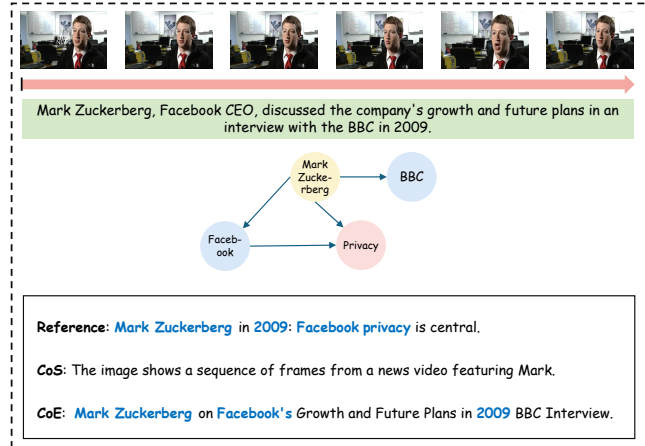 Mark Zuckerberg, Facebook CEO, discussed the company's growth and future plans in an
interview with the BBC in 2009.
Mark
Zucke-
rberg
BBC
Faceb-
ook
Privacy
Reference: Mark Zuckerberg in 2009: Facebook privacy is central.
CoS: The image shows a sequence of frames from a news video featuring Mark.
CoE: Mark Zuckerberg on Facebook's Growth and Future Plans in 2009 BBC Interview.